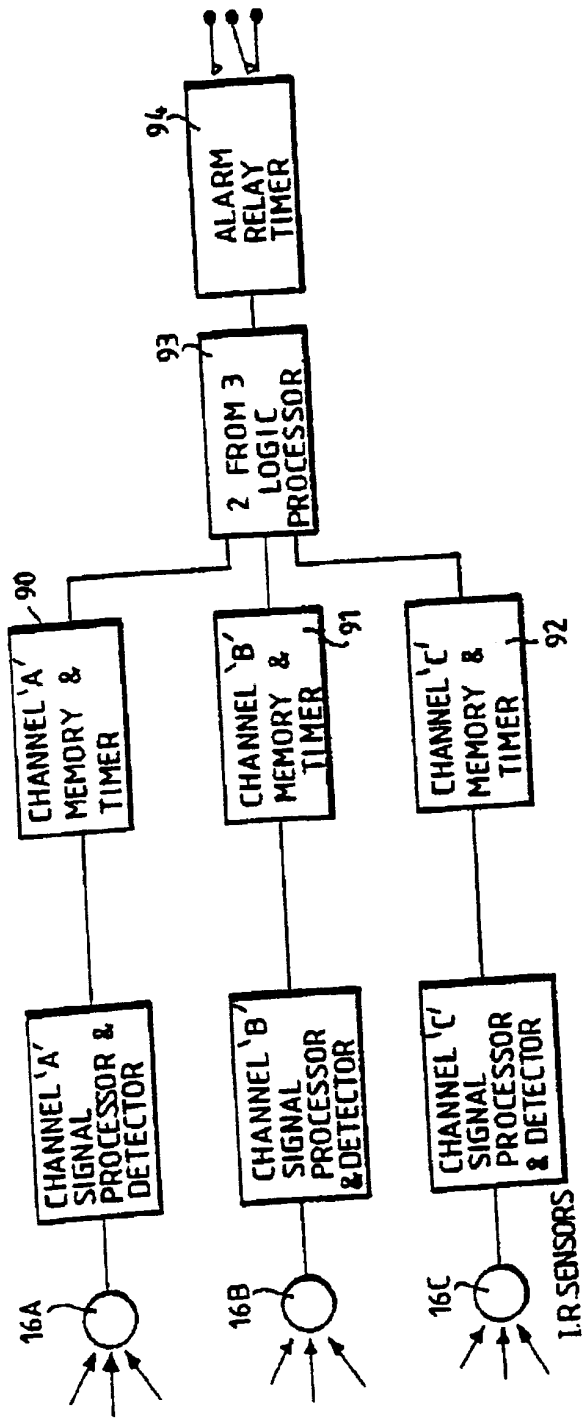 16A
CHANNEL 'A'
SIGNAL
PROCESSOR &
DETECTOR
90
CHANNEL 'A'
MEMORY &
TIMER
16B
CHANNEL 'B'
SIGNAL
PROCESSOR
& DETECTOR
91
CHANNEL 'B'
MEMORY &
TIMER
16C
I.R. SENSORS
CHANNEL 'C'
SIGNAL
PROCESSOR
& DETECTOR
92
CHANNEL 'C'
MEMORY &
TIMER
93
2 FROM 3
LOGIC
PROCESSOR
94
ALARM
RELAY
TIMER